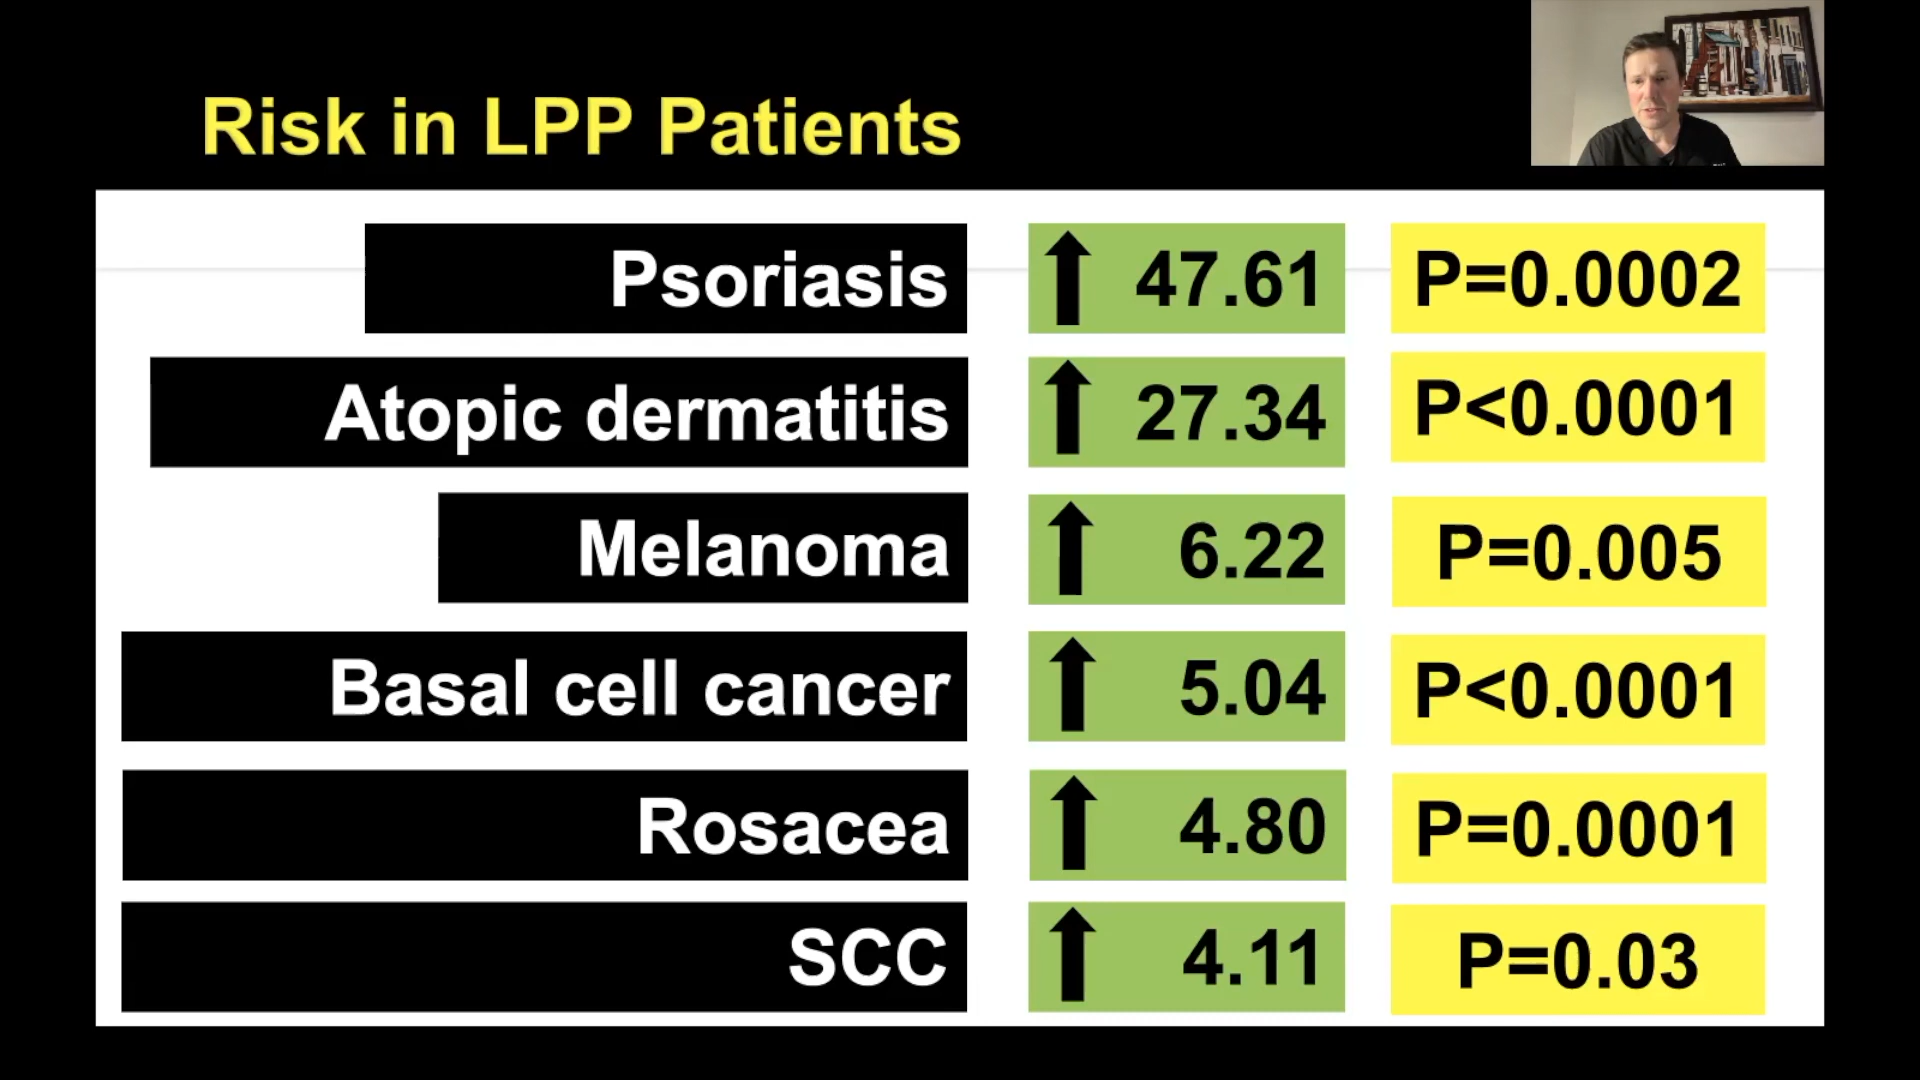 Risk in LPP Patients
Psoriasis 47.61 P=0.0002
Atopic dermatitis 27.34 P<0.0001
Melanoma 6.22 P=0.005
Basal cell cancer 5.04 P<0.0001
Rosacea 4.80 P=0.0001
SCC 4.11 P=0.03